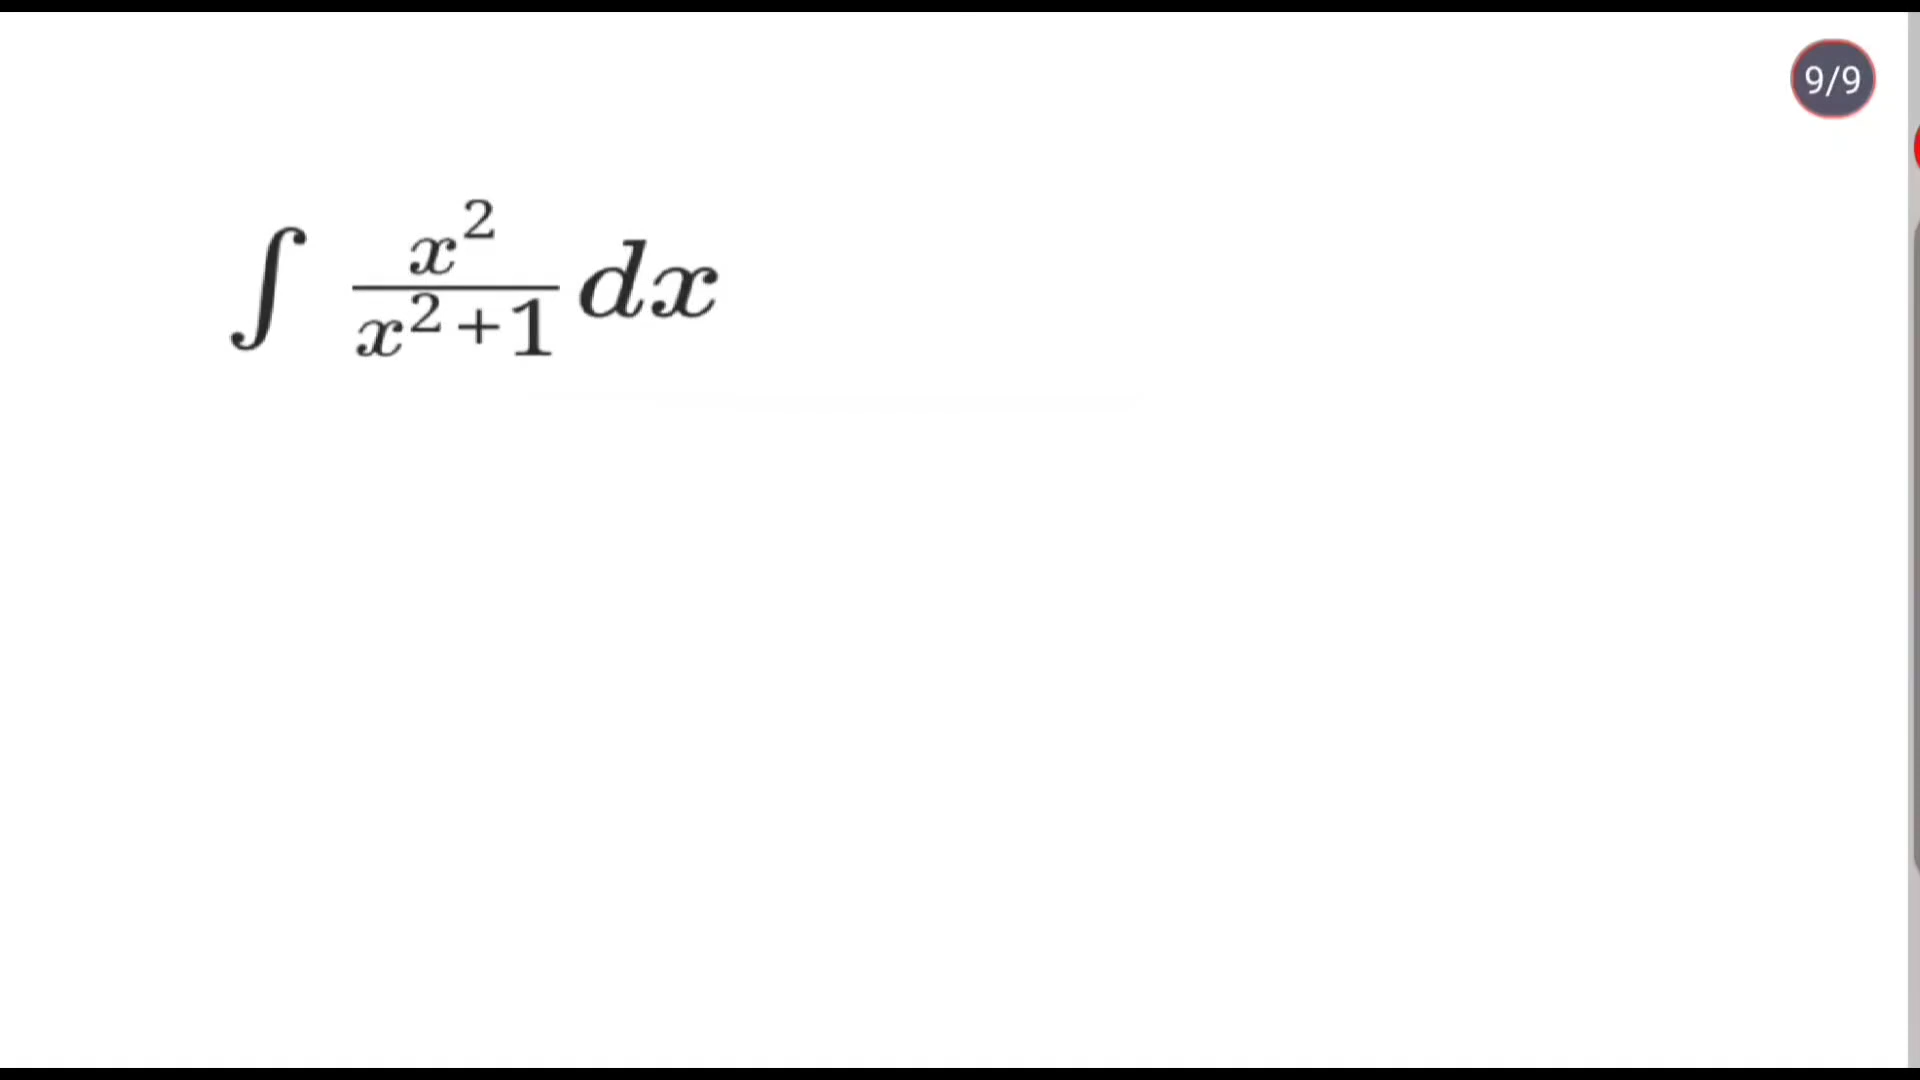 9/9
∫ x²/(x²+1) dx